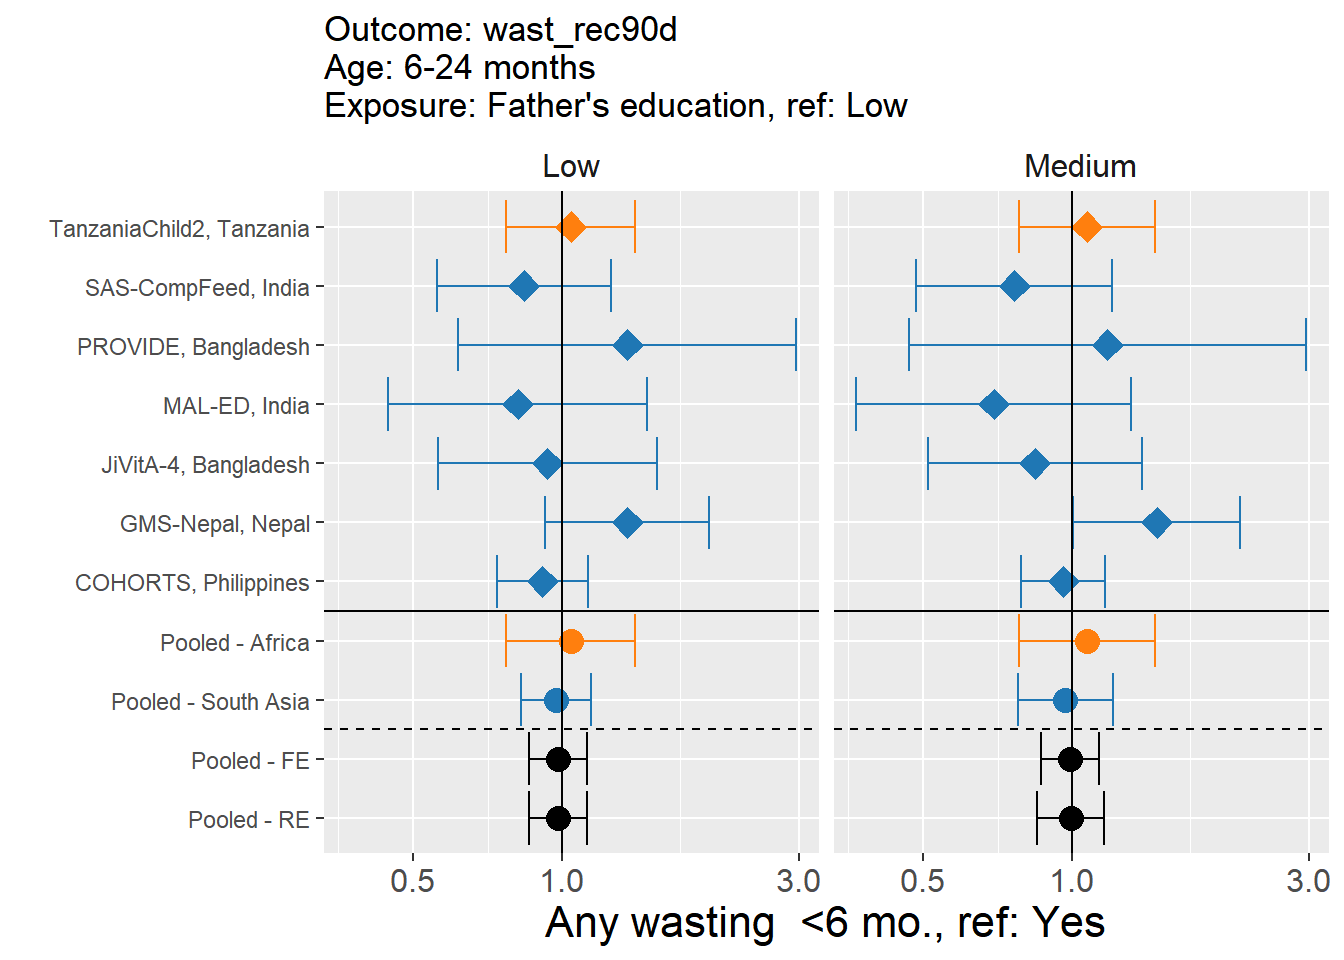 Outcome: wast_rec90d
Age: 6-24 months
Exposure: Father's education, ref: Low
Low
Medium
TanzaniaChild2, Tanzania
SAS-CompFeed, India
PROVIDE, Bangladesh
MAL-ED, India
JiVitA-4, Bangladesh
GMS-Nepal, Nepal
COHORTS, Philippines
Pooled - Africa
Pooled - South Asia
Pooled - FE
Pooled - RE
0.5 1.0 3.0 0.5 1.0 3.0
Any wasting  <6 mo., ref: Yes